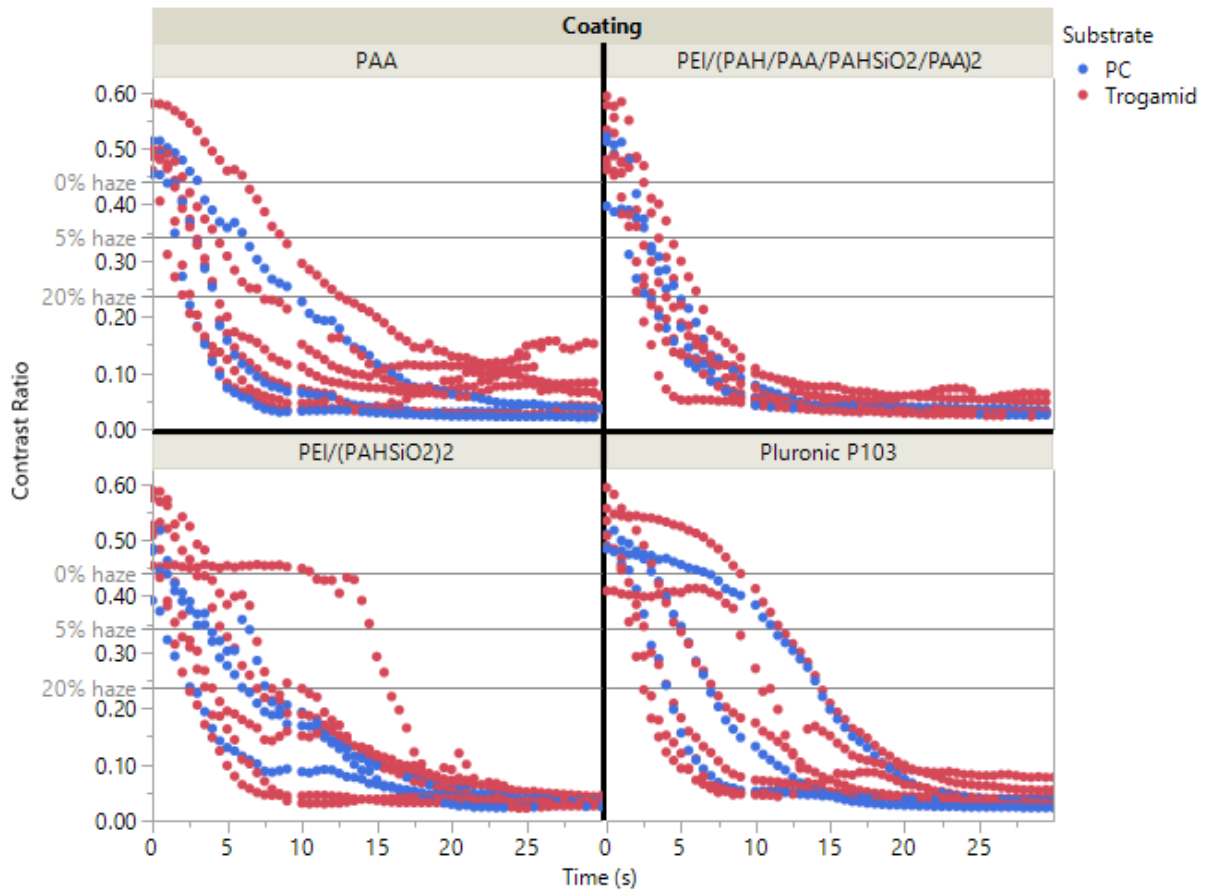 Coating
PAA
PEI/(PAH/PAA/PAHSiO2/PAA)2
Substrate
PC
Trogamid
0.60
0.50
0% haze
0.40
5% haze
0.30
20% haze
0.20
0.10
0.00
Contrast Ratio
PEI/(PAHSiO2)2
Pluronic P103
0.60
0.50
0% haze
0.40
5% haze
0.30
20% haze
0.20
0.10
0.00
0 5 10 15 20 25 0 5 10 15 20 25
Time (s)